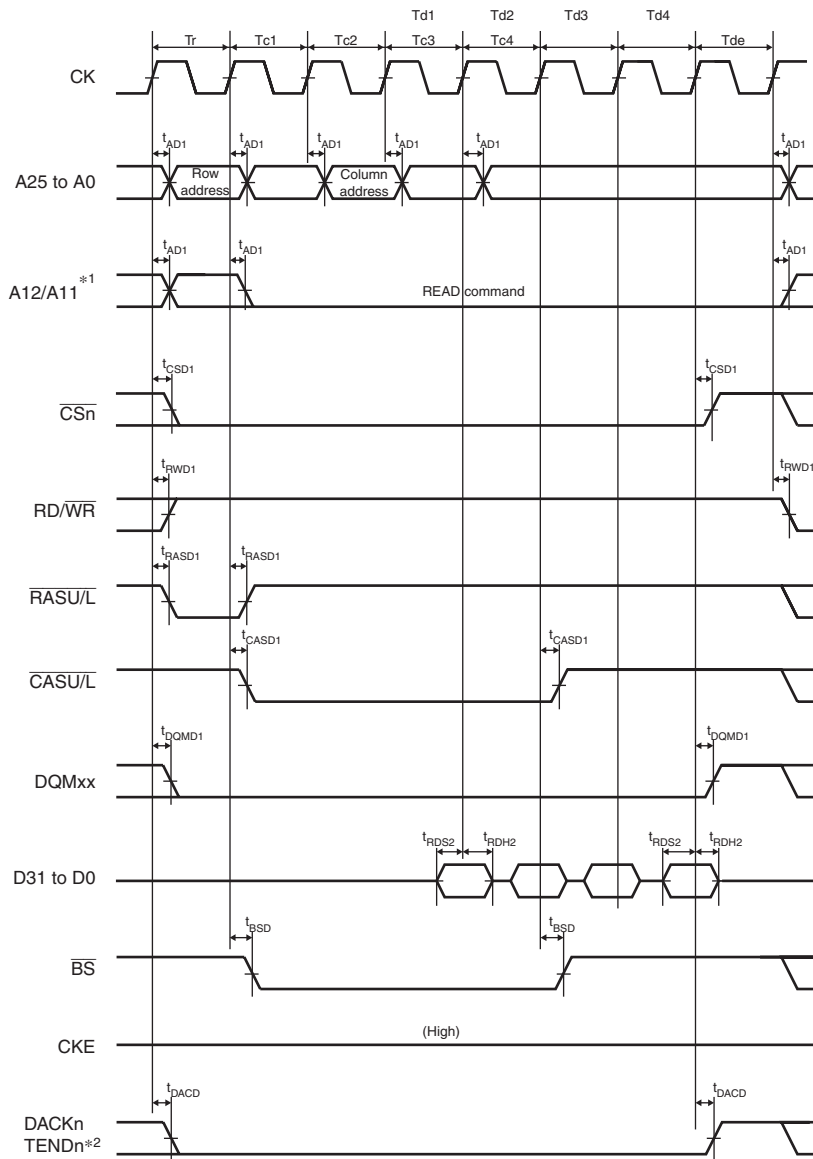 Td1 Td2 Td3 Td4
Tr Tc1 Tc2 Tc3 Tc4 Tde
CK
tAD1 tAD1 tAD1 tAD1 tAD1 tAD1
A25 to A0
Row address
Column address
tAD1 tAD1 tAD1
A12/A11*1
READ command
tCSD1 tCSD1
CSn
tRWD1 tRWD1
RD/WR
tRASD1 tRASD1
RASU/L
tCASD1 tCASD1
CASU/L
tDQMD1 tDQMD1
DQMxx
tRDS2 tRDH2 tRDS2 tRDH2
D31 to D0
tBSD tBSD
BS
(High)
CKE
tDACD tDACD
DACKn
TENDn*2